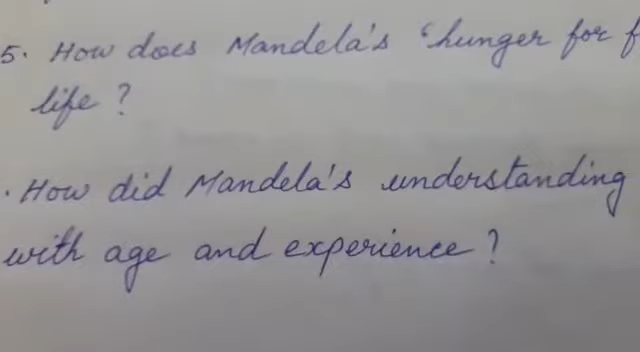 5. How does Mandela's 'hunger for
life ?
. How did Mandela's understanding
with age and experience ?